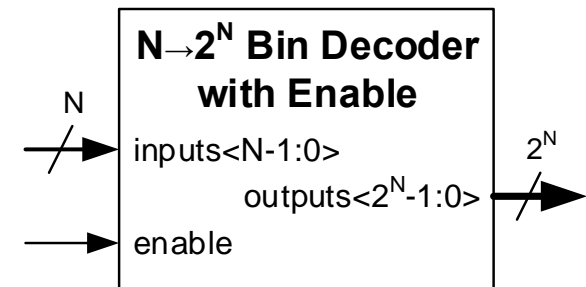 N→2^N Bin Decoder
with Enable
N
inputs<N-1:0>
2^N
outputs<2^N-1:0>
enable